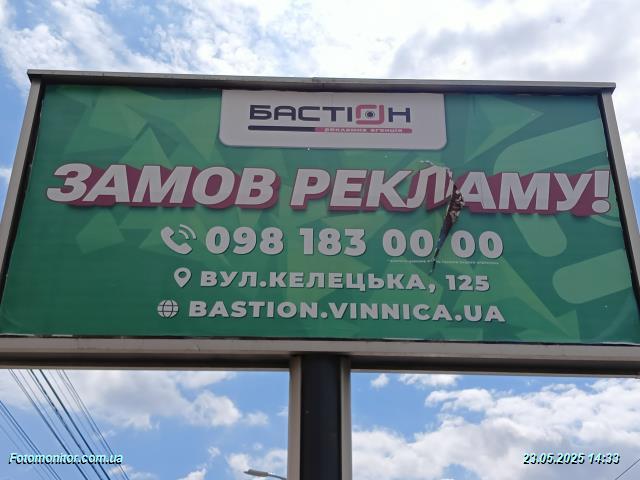 БАСТІОН
рекламна агенція
ЗАМОВ РЕКЛАМУ!
098 183 00 00
ВУЛ.КЕЛЕЦЬКА, 125
BASTION.VINNICA.UA
Fotomonitor.com.ua
23.05.2025 14:33